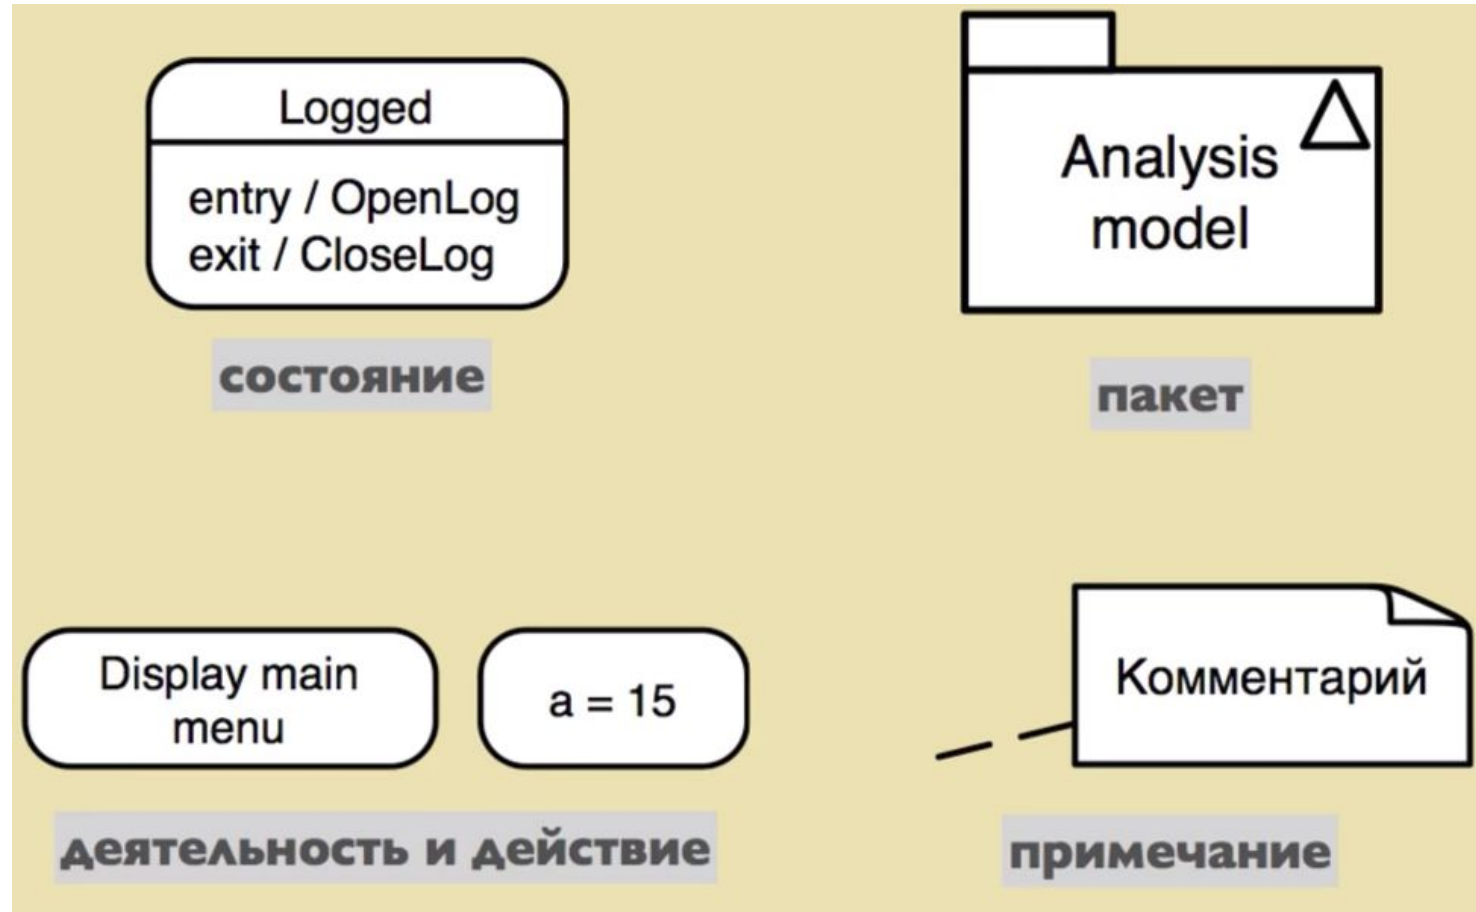 Logged
entry / OpenLog
exit / CloseLog
состояние
Analysis
model
пакет
Display main
menu
a = 15
деятельность и действие
Комментарий
примечание